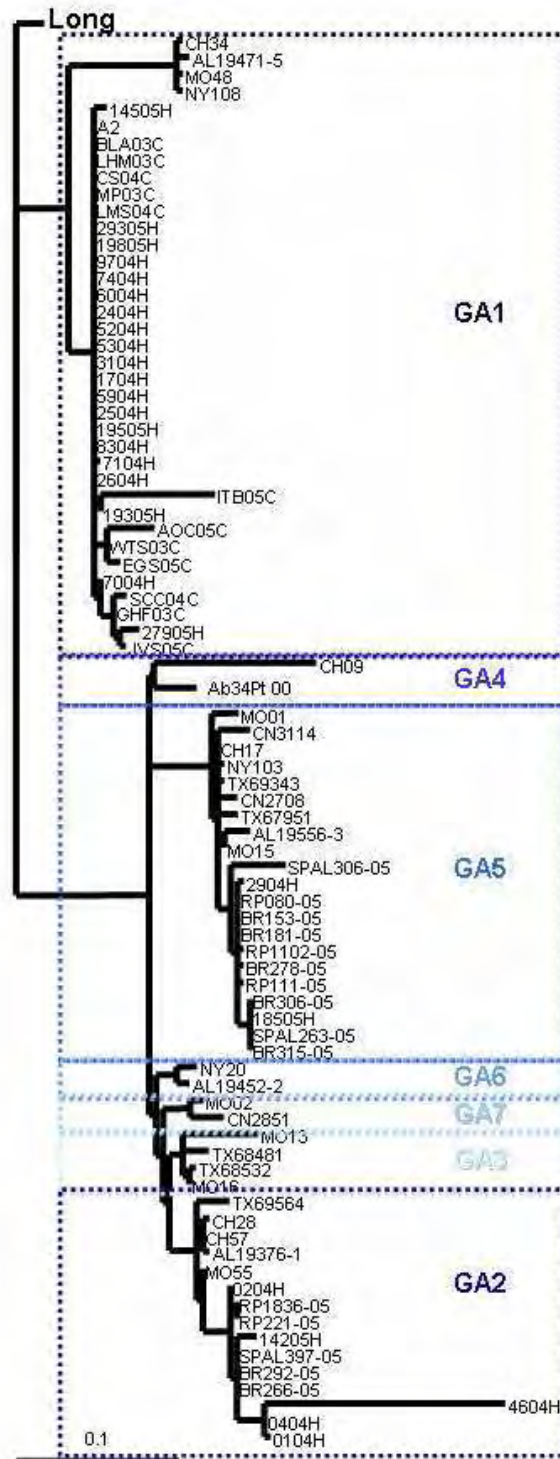 Long
CH34
AL19471-5
MO48
NY108
14505H
A2
BLA03C
LHM03C
CS04C
MP03C
LMS04C
29305H
19805H
9704H
7404H
6004H
2404H
5204H
5304H
3104H
1704H
5904H
2504H
19505H
8304H
7104H
2604H
GA1
ITB05C
19305H
AOC05C
WTS03C
EGS05C
7004H
SCC04C
GHF03C
27905H
JVS05C
CH09
Ab34Pt 00
GA4
MO01
CN3114
CH17
NY103
TX69343
CN2708
TX67951
AL19556-3
MO15
SPAL306-05
GA5
2904H
RP080-05
BR153-05
BR181-05
RP1102-05
BR278-05
RP111-05
BR306-05
18505H
SPAL263-05
BR315-05
NY20
AL19452-2
GA6
MO02
CN2851
GA7
MO13
TX68481
TX68532
MO16
GA3
TX69564
CH28
CH57
AL19376-1
MO55
GA2
0204H
RP1836-05
RP221-05
14205H
SPAL397-05
BR292-05
BR266-05
4604H
0404H
0104H
0.1